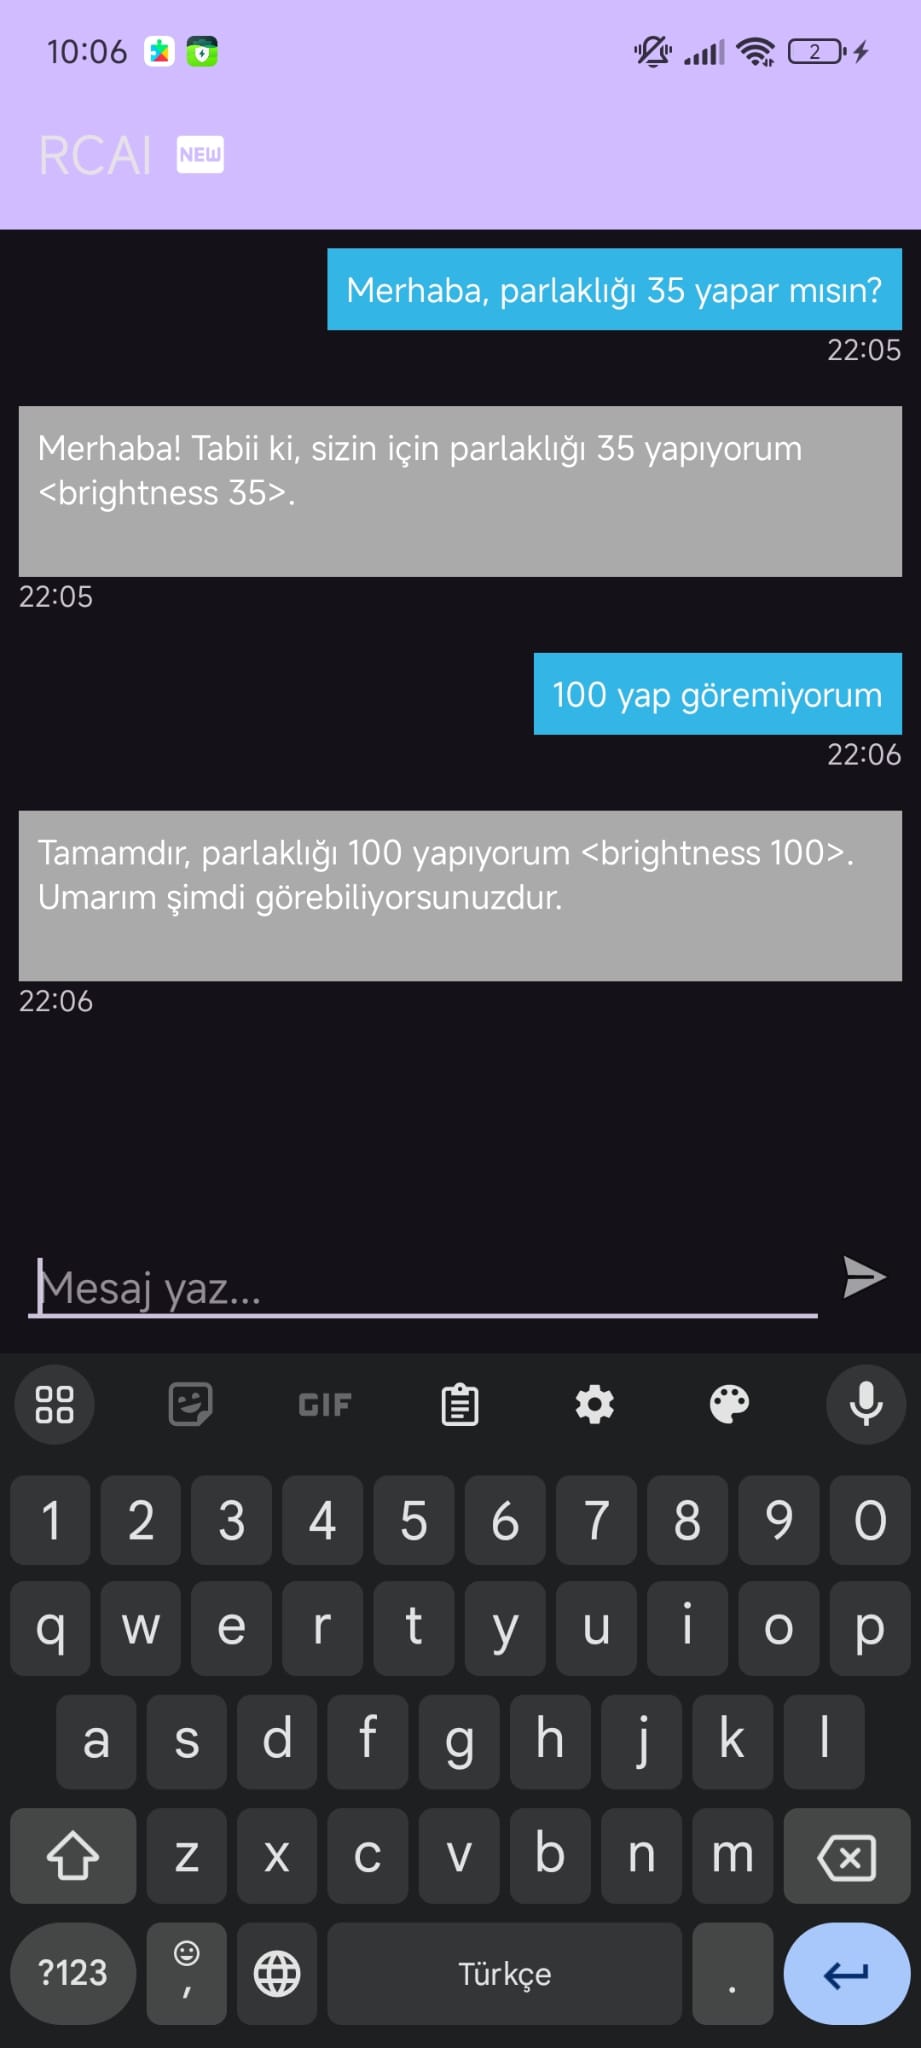 10:06
2
RCAI NEW
Merhaba, parlaklığı 35 yapar mısın?
22:05
Merhaba! Tabii ki, sizin için parlaklığı 35 yapıyorum
<brightness 35>.
22:05
100 yap göremiyorum
22:06
Tamamdır, parlaklığı 100 yapıyorum <brightness 100>.
Umarım şimdi görebiliyorsunuzdur.
22:06
Mesaj yaz...
GIF
1 2 3 4 5 6 7 8 9 0
q w e r t y u i o p
a s d f g h j k l
z x c v b n m
?123 , Türkçe .